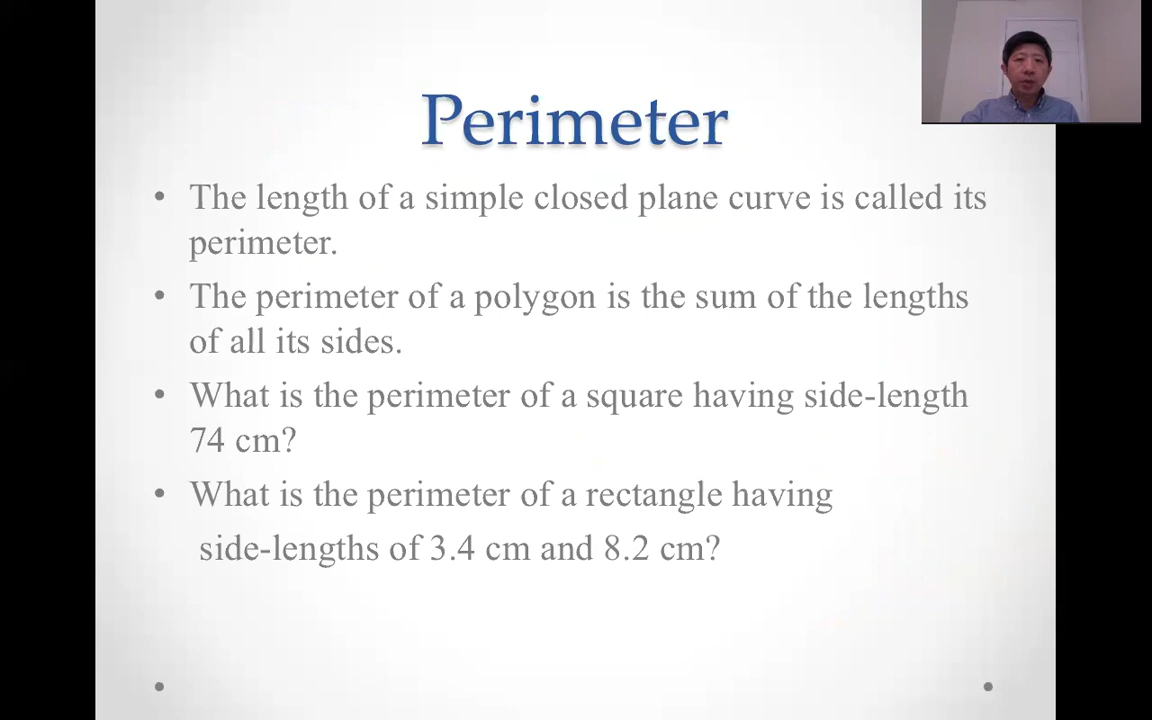 Perimeter
• The length of a simple closed plane curve is called its
perimeter.
• The perimeter of a polygon is the sum of the lengths
of all its sides.
• What is the perimeter of a square having side-length
74 cm?
• What is the perimeter of a rectangle having
side-lengths of 3.4 cm and 8.2 cm?